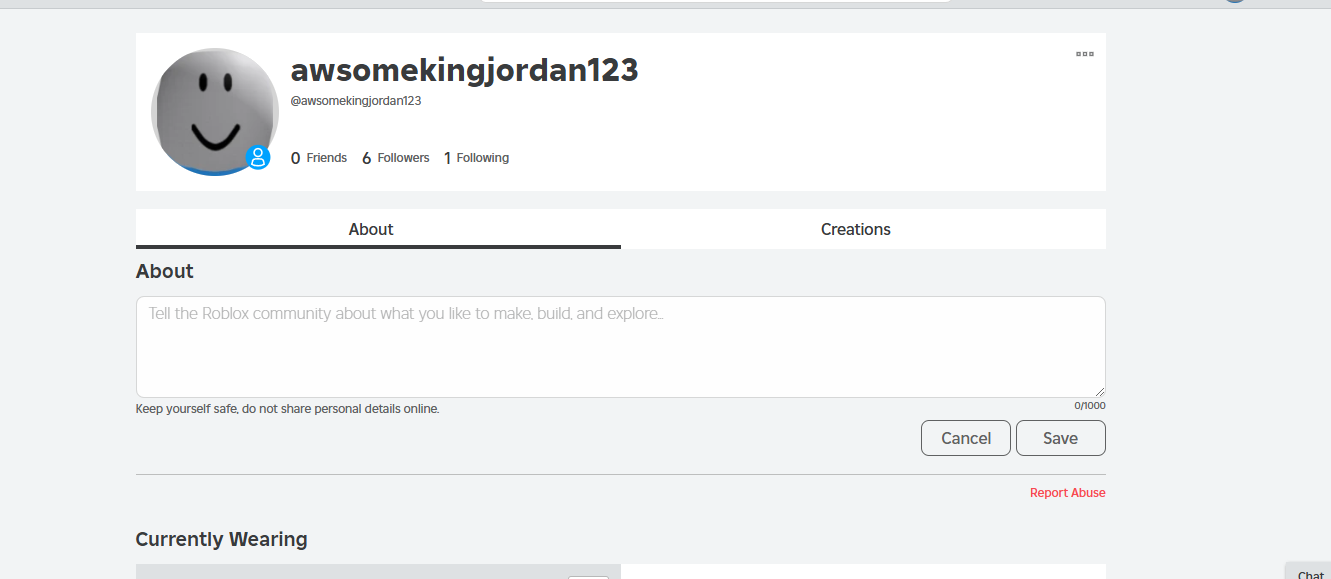 awsomekingjordan123
@awsomekingjordan123
0 Friends 6 Followers 1 Following
About Creations
About
Tell the Roblox community about what you like to make, build, and explore...
Keep yourself safe, do not share personal details online. 0/1000
Cancel Save
Report Abuse
Currently Wearing
Chat